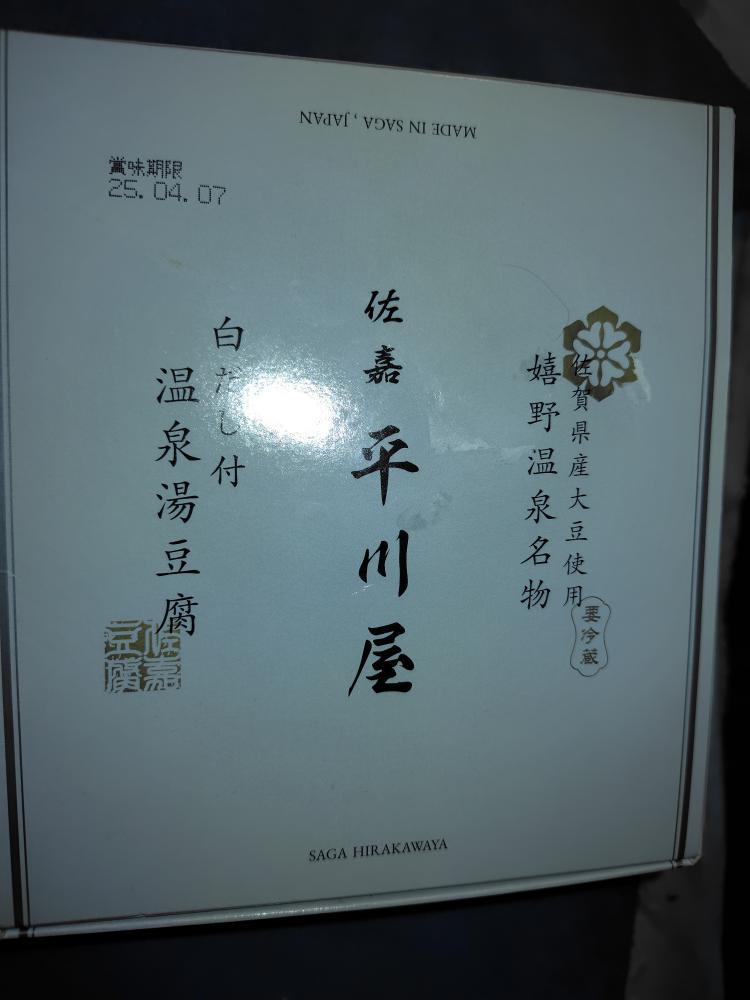 MADE IN SAGA, JAPAN
賞味期限
25.04.07
佐賀県産大豆使用
嬉野温泉名物
要冷蔵
佐嘉
平川屋
白だし付
温泉湯豆腐
佐嘉
豆腐
SAGA HIRAKAWAYA